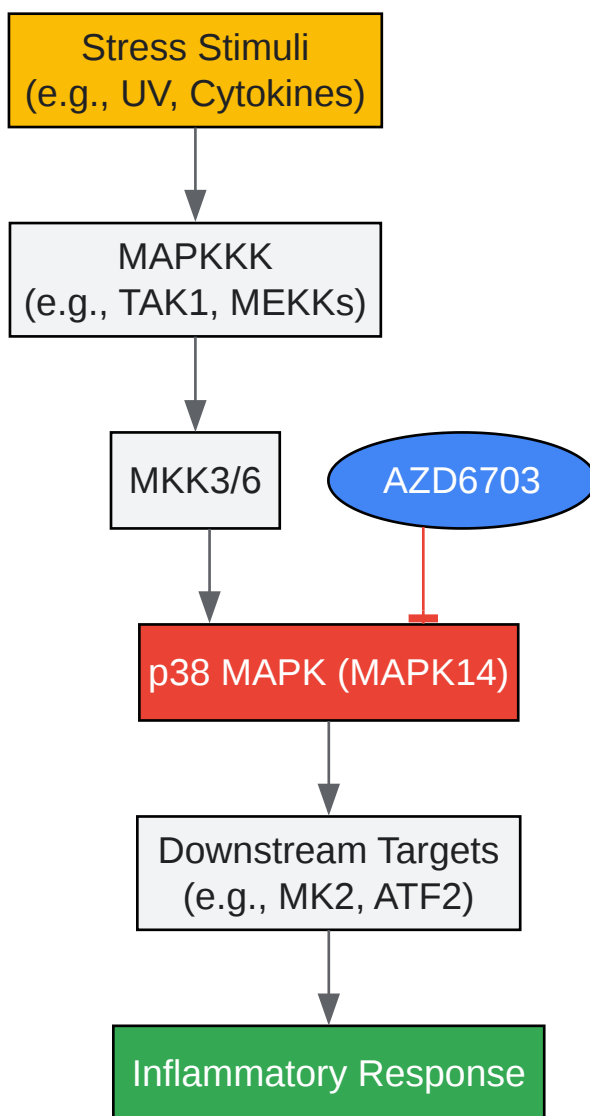 Stress Stimuli
(e.g., UV, Cytokines)
MAPKKK
(e.g., TAK1, MEKKs)
MKK3/6
AZD6703
p38 MAPK (MAPK14)
Downstream Targets
(e.g., MK2, ATF2)
Inflammatory Response